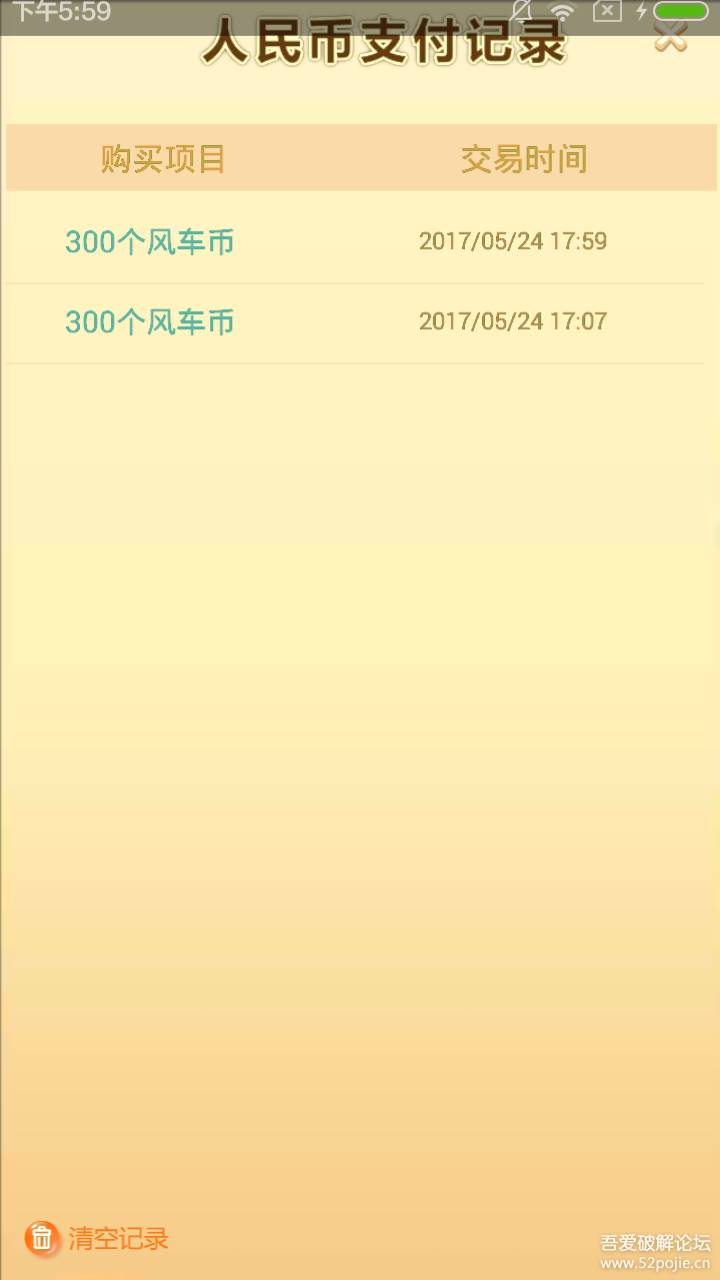 下午5:59
人民币支付记录
购买项目 交易时间
300个风车币 2017/05/24 17:59
300个风车币 2017/05/24 17:07
清空记录
吾爱破解论坛
www.52pojie.cn